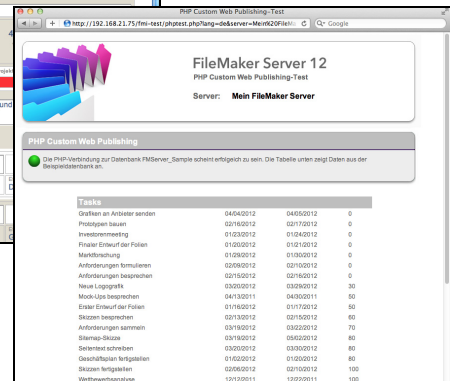 PHP Custom Web Publishing-Test
http://192.168.21.75/fmi-test/phptest.php?lang=de&server=Mein%20FileMa
Google
FileMaker Server 12
PHP Custom Web Publishing-Test
Server: Mein FileMaker Server
PHP Custom Web Publishing
Die PHP-Verbindung zur Datenbank FMServer_Sample scheint erfolgeich zu sein. Die Tabelle unten zeigt Daten aus der
Beispieldatenbank an.
Tasks
Grafiken an Anbieter senden 04/04/2012 04/05/2012 0
Prototypen bauen 02/16/2012 02/17/2012 0
Investorenmeeting 01/23/2012 01/24/2012 0
Finaler Entwurf der Folien 01/20/2012 01/21/2012 0
Marktforschung 01/29/2012 01/30/2012 0
Anforderungen formulieren 02/09/2012 02/10/2012 0
Anforderungen besprechen 02/15/2012 02/16/2012 0
Neue Logografik 03/20/2012 03/29/2012 30
Mock-Ups besprechen 04/13/2011 04/30/2011 50
Erster Entwurf der Folien 01/16/2012 01/17/2012 50
Skizzen besprechen 02/13/2012 02/15/2012 60
Anforderungen sammeln 03/19/2012 03/22/2012 70
Sitemap-Skizze 03/19/2012 05/02/2012 80
Seitentext schreiben 03/20/2012 03/30/2012 80
Geschäftsplan fertigstellen 01/02/2012 01/20/2012 80
Skizzen fertigstellen 02/06/2012 02/10/2012 100
Wettbewerbsanalyse 12/12/2011 12/22/2011 100